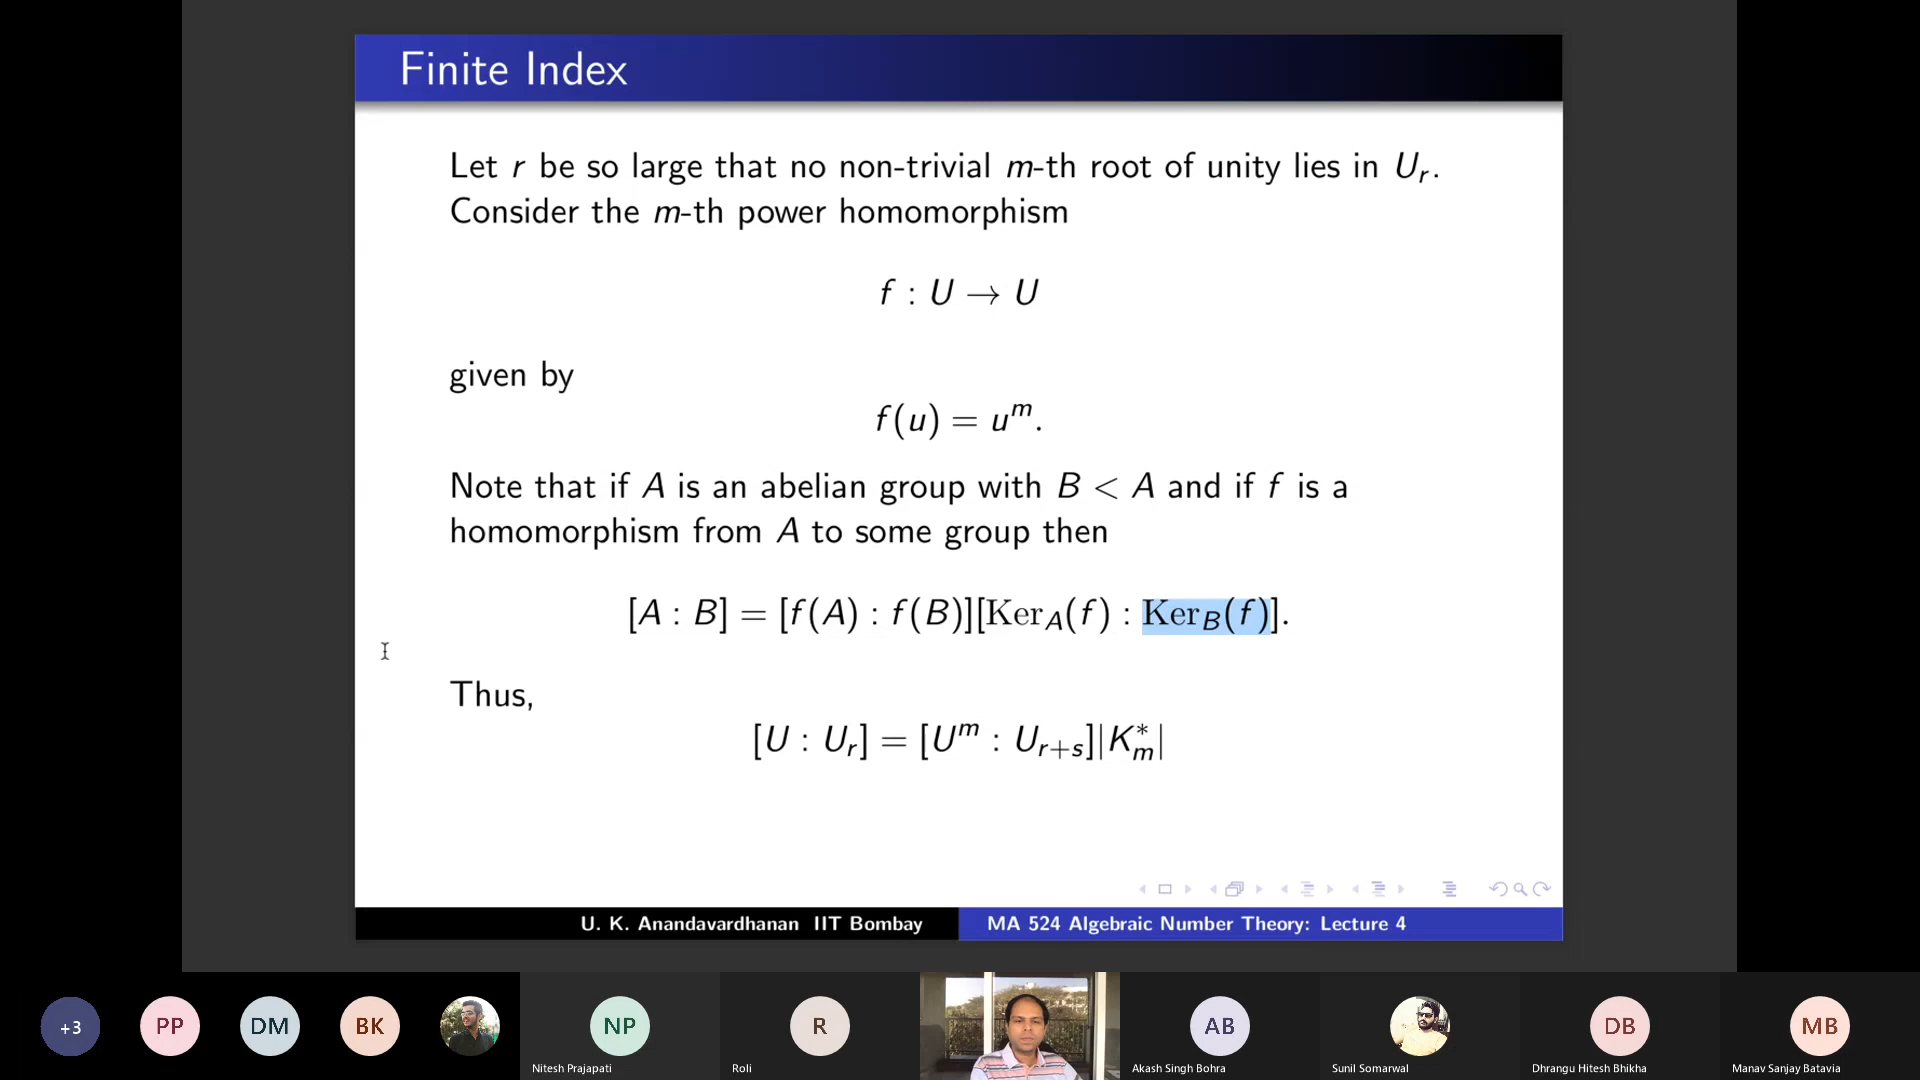 Finite Index
Let r be so large that no non-trivial m-th root of unity lies in U_r.
Consider the m-th power homomorphism
f : U → U
given by
f(u) = u^m.
Note that if A is an abelian group with B < A and if f is a
homomorphism from A to some group then
[A : B] = [f(A) : f(B)][Ker_A(f) : Ker_B(f)].
Thus,
[U : U_r] = [U^m : U_{r+s}]|K_m^*|
U. K. Anandavardhanan IIT Bombay
MA 524 Algebraic Number Theory: Lecture 4
+3
PP
DM
BK
NP
R
AB
DB
MB
Nitesh Prajapati
Roli
Akash Singh Bohra
Sunil Somarwal
Dhrangu Hitesh Bhikha
Manav Sanjay Batavia